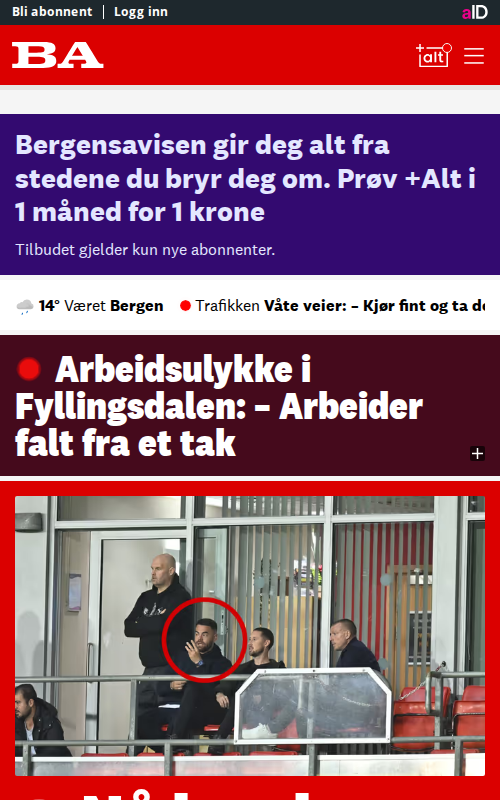 Bli abonnent | Logg inn
aID
BA
+alt
Bergensavisen gir deg alt fra
stedene du bryr deg om. Prøv +Alt i
1 måned for 1 krone
Tilbudet gjelder kun nye abonnenter.
14° Været Bergen Trafikken Våte veier: – Kjør fint og ta
Arbeidsulykke i
Fyllingsdalen: – Arbeider
falt fra et tak
+